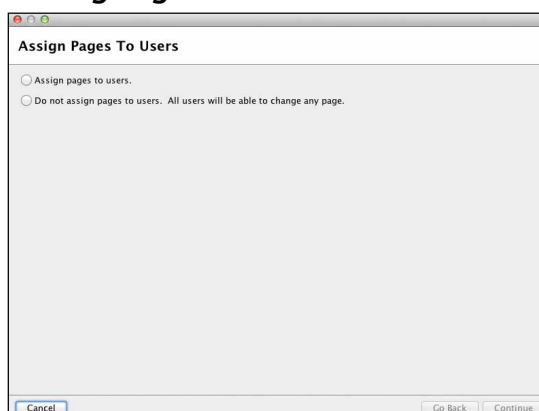 Assign Pages To Users
Assign pages to users.
Do not assign pages to users. All users will be able to change any page.
Cancel
Go Back
Continue